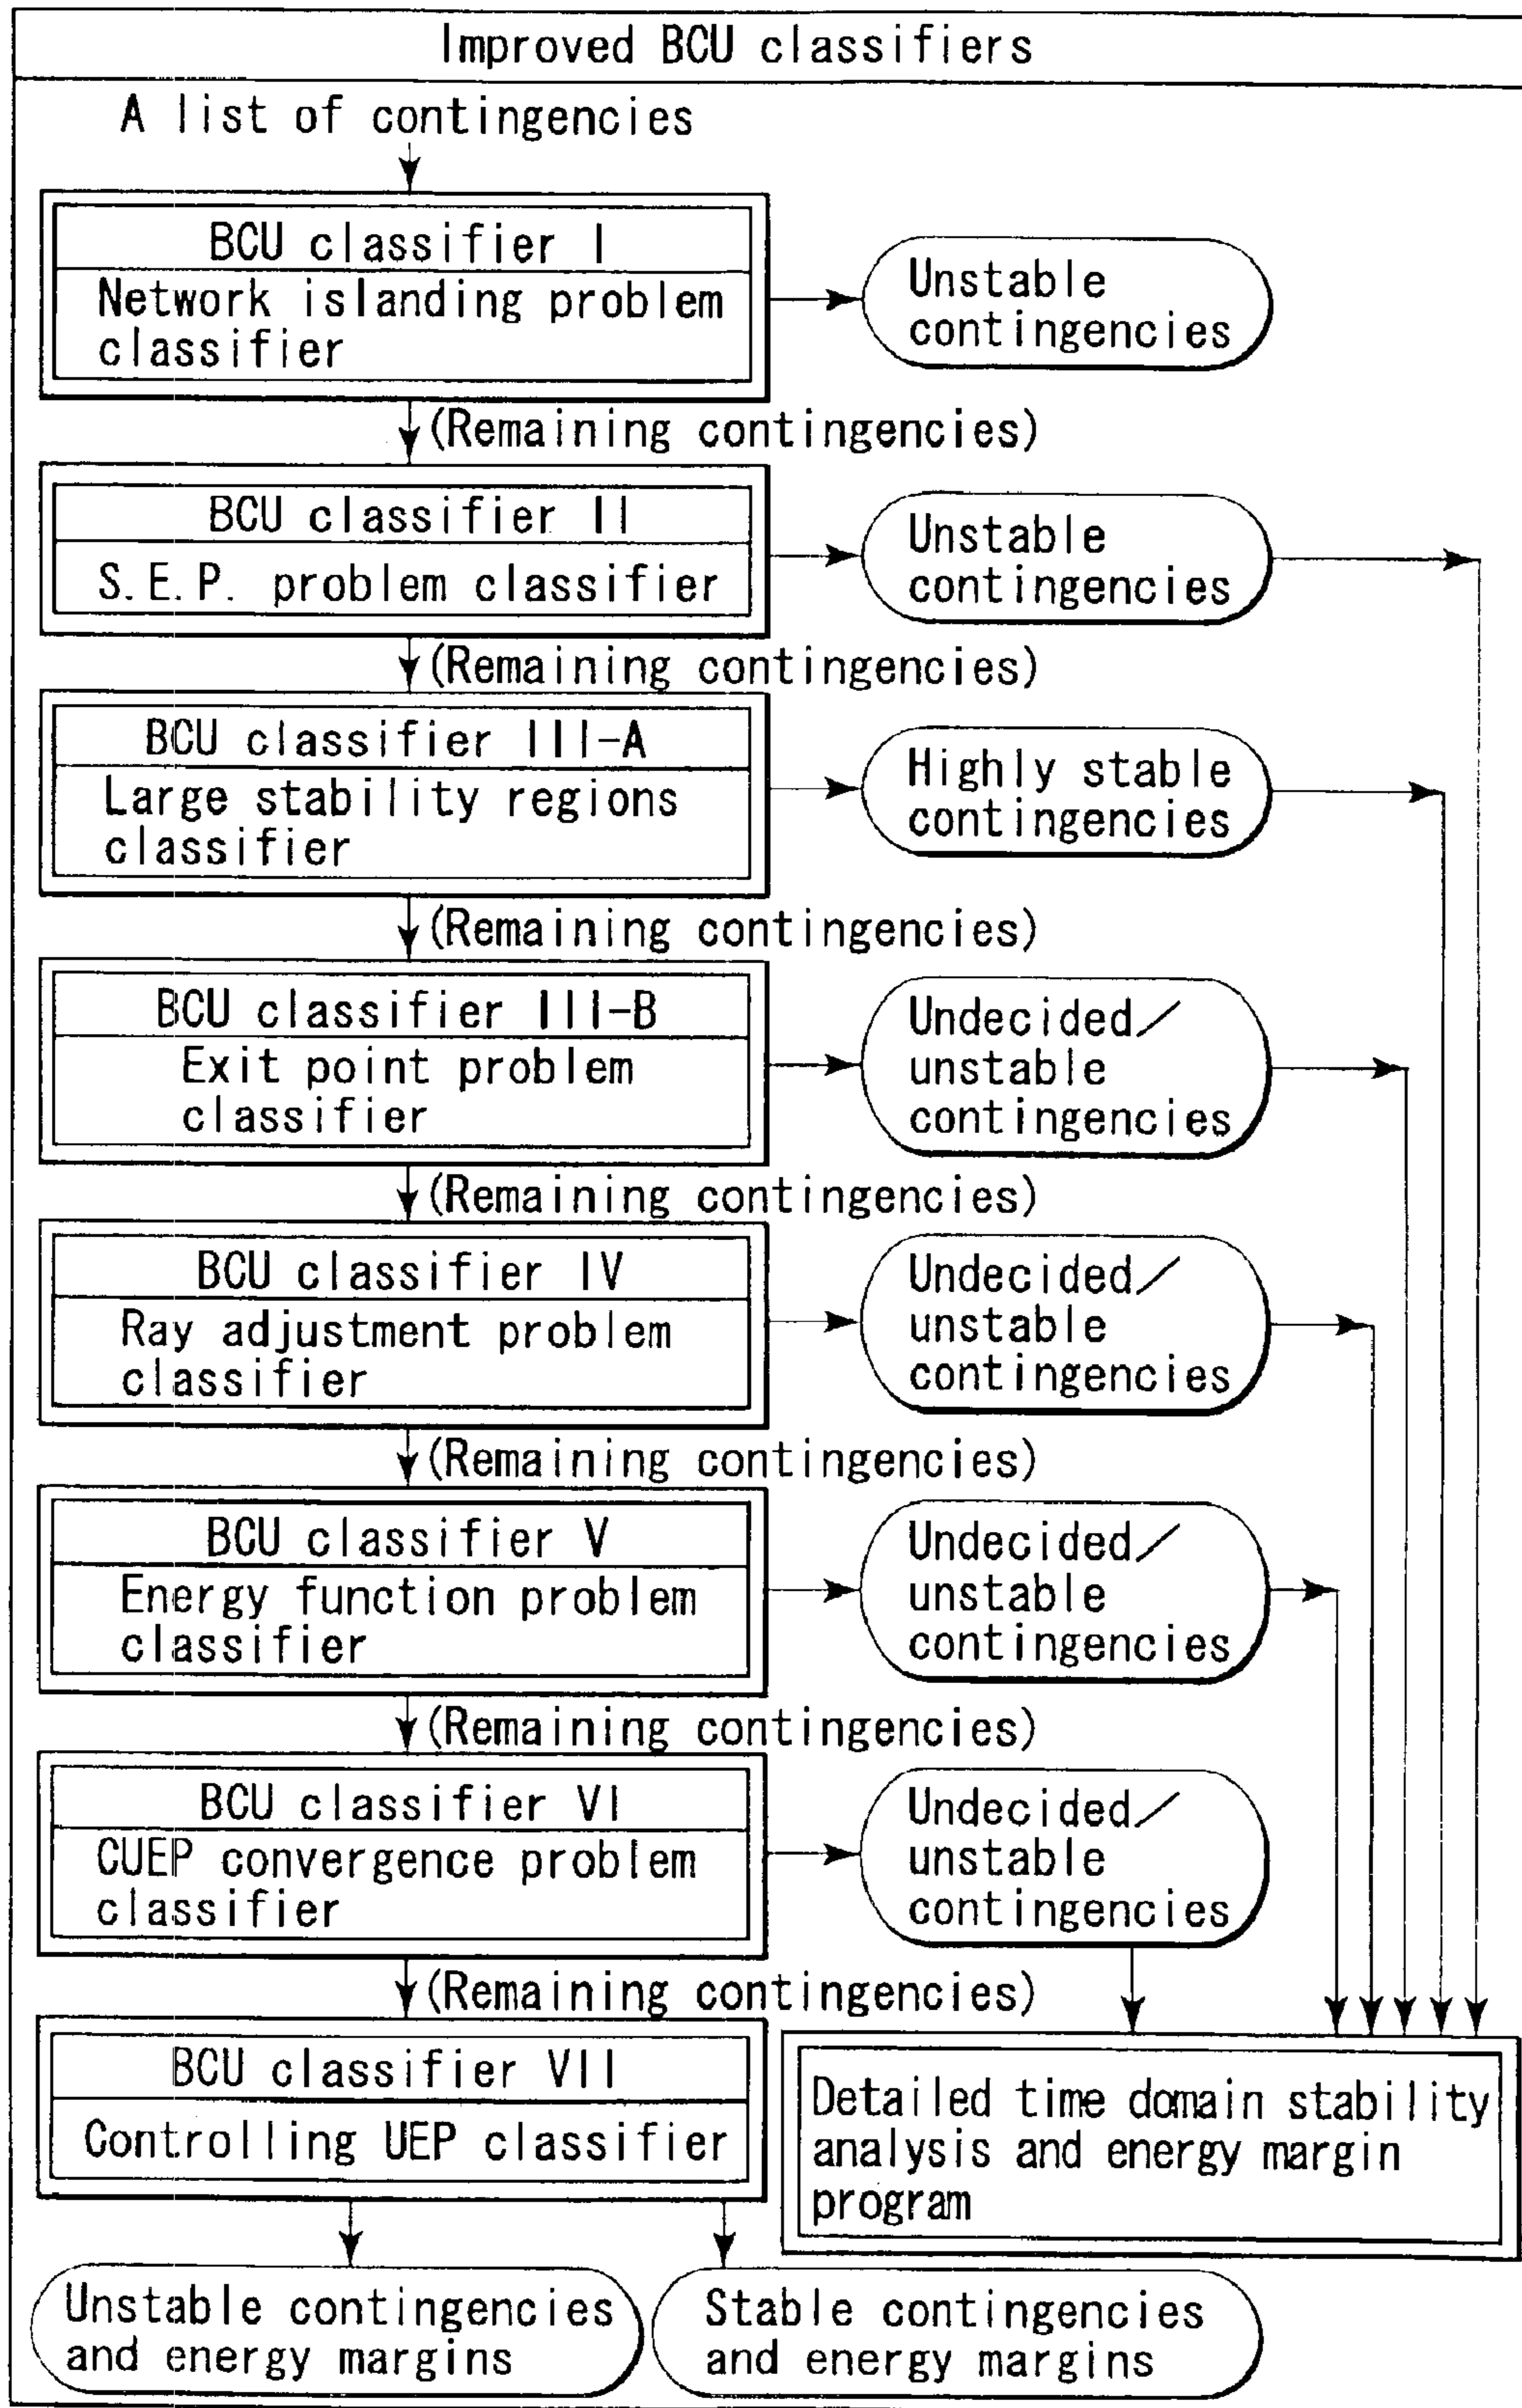 Improved BCU classifiers
A list of contingencies
BCU classifier I
Network islanding problem
classifier
Unstable
contingencies
(Remaining contingencies)
BCU classifier II
S.E.P. problem classifier
Unstable
contingencies
(Remaining contingencies)
BCU classifier III-A
Large stability regions
classifier
Highly stable
contingencies
(Remaining contingencies)
BCU classifier III-B
Exit point problem
classifier
Undecided/
unstable
contingencies
(Remaining contingencies)
BCU classifier IV
Ray adjustment problem
classifier
Undecided/
unstable
contingencies
(Remaining contingencies)
BCU classifier V
Energy function problem
classifier
Undecided/
unstable
contingencies
(Remaining contingencies)
BCU classifier VI
CUEP convergence problem
classifier
Undecided/
unstable
contingencies
(Remaining contingencies)
BCU classifier VII
Controlling UEP classifier
Detailed time domain stability
analysis and energy margin
program
Unstable contingencies
and energy margins
Stable contingencies
and energy margins